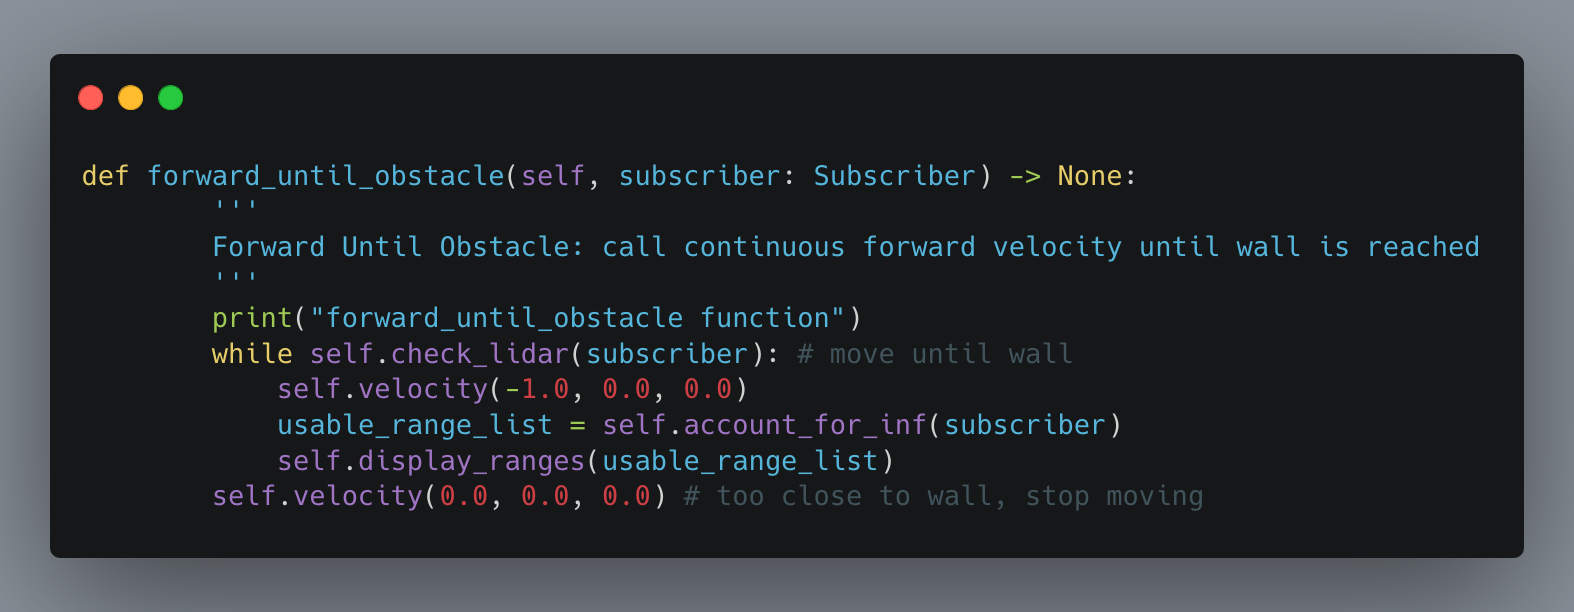 def forward_until_obstacle(self, subscriber: Subscriber) -> None:
        '''
        Forward Until Obstacle: call continuous forward velocity until wall is reached
        '''
        print("forward_until_obstacle function")
        while self.check_lidar(subscriber): # move until wall
            self.velocity(-1.0, 0.0, 0.0)
            usable_range_list = self.account_for_inf(subscriber)
            self.display_ranges(usable_range_list)
        self.velocity(0.0, 0.0, 0.0) # too close to wall, stop moving